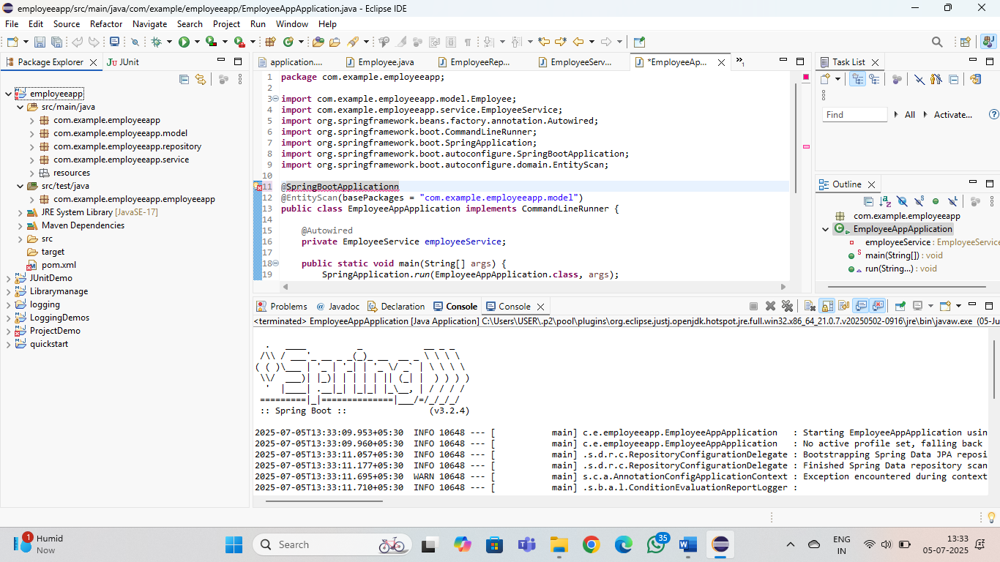 employeeapp/src/main/java/com/example/employeeapp/EmployeeAppApplication.java - Eclipse IDE
File Edit Source Refactor Navigate Search Project Run Window Help
Package Explorer
JUnit
employeeapp
src/main/java
com.example.employeeapp
com.example.employeeapp.model
com.example.employeeapp.repository
com.example.employeeapp.service
resources
src/test/java
com.example.employeeapp.employeeapp
JRE System Library [JavaSE-17]
Maven Dependencies
src
target
pom.xml
JUnitDemo
Librarymanage
logging
LoggingDemos
ProjectDemo
quickstart
application....
Employee.java
EmployeeRep...
EmployeeServ...
*EmployeeAp...
1 package com.example.employeeapp;
2
3 import com.example.employeeapp.model.Employee;
4 import com.example.employeeapp.service.EmployeeService;
5 import org.springframework.beans.factory.annotation.Autowired;
6 import org.springframework.boot.CommandLineRunner;
7 import org.springframework.boot.SpringApplication;
8 import org.springframework.boot.autoconfigure.SpringBootApplication;
9 import org.springframework.boot.autoconfigure.domain.EntityScan;
10
11 @SpringBootApplicationn
12 @EntityScan(basePackages = "com.example.employeeapp.model")
13 public class EmployeeAppApplication implements CommandLineRunner {
14
15 @Autowired
16 private EmployeeService employeeService;
17
18 public static void main(String[] args) {
19 SpringApplication.run(EmployeeAppApplication.class, args);
Task List
Find
All
Activate...
Outline
com.example.employeeapp
EmployeeAppApplication
employeeService : EmployeeService
main(String[]) : void
run(String...) : void
Problems
Javadoc
Declaration
Console
Console
<terminated> EmployeeAppApplication [Java Application] C:\Users\USER\.p2\pool\plugins\org.eclipse.justj.openjdk.hotspot.jre.full.win32.x86_64_21.0.7.v20250502-0916\jre\bin\javaw.exe (05-Ju
:: Spring Boot :: (v3.2.4)
2025-07-05T13:33:09.953+05:30 INFO 10648 --- [ main] c.e.employeeapp.EmployeeAppApplication : Starting EmployeeAppApplication usin
2025-07-05T13:33:09.960+05:30 INFO 10648 --- [ main] c.e.employeeapp.EmployeeAppApplication : No active profile set, falling back
2025-07-05T13:33:11.057+05:30 INFO 10648 --- [ main] .s.d.r.c.RepositoryConfigurationDelegate : Bootstrapping Spring Data JPA reposi
2025-07-05T13:33:11.177+05:30 INFO 10648 --- [ main] .s.d.r.c.RepositoryConfigurationDelegate : Finished Spring Data repository scan
2025-07-05T13:33:11.695+05:30 WARN 10648 --- [ main] s.c.a.AnnotationConfigApplicationContext : Exception encountered during context
2025-07-05T13:33:11.710+05:30 INFO 10648 --- [ main] .s.b.a.l.ConditionEvaluationReportLogger :
1
Humid
Now
Search
35
ENG
IN
13:33
05-07-2025